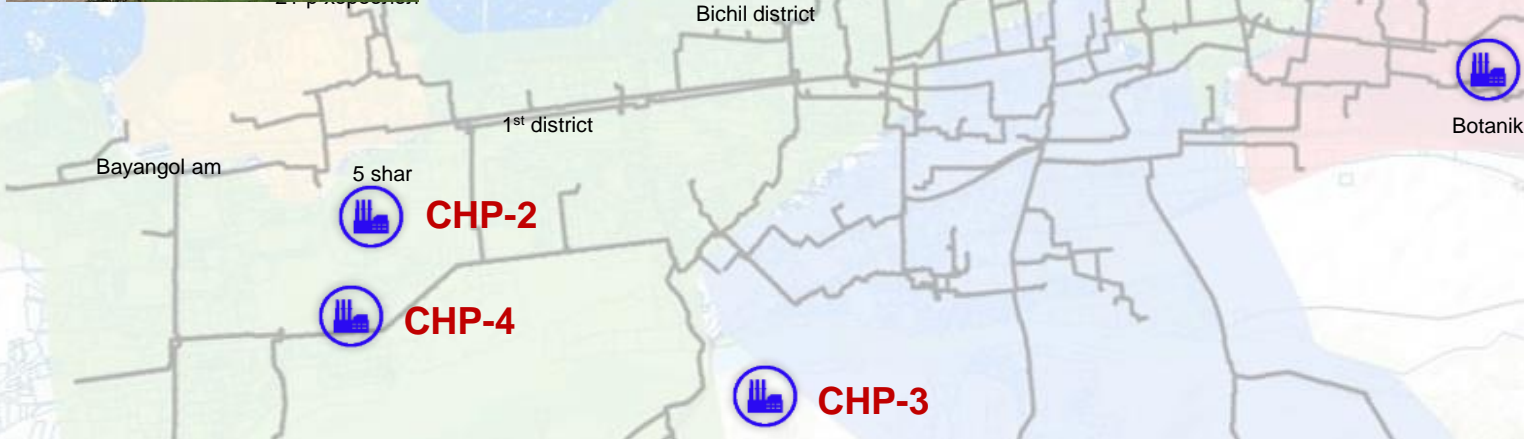 Bichil district
1st district
Bayangol am
5 shar
CHP-2
CHP-4
CHP-3
Botanik